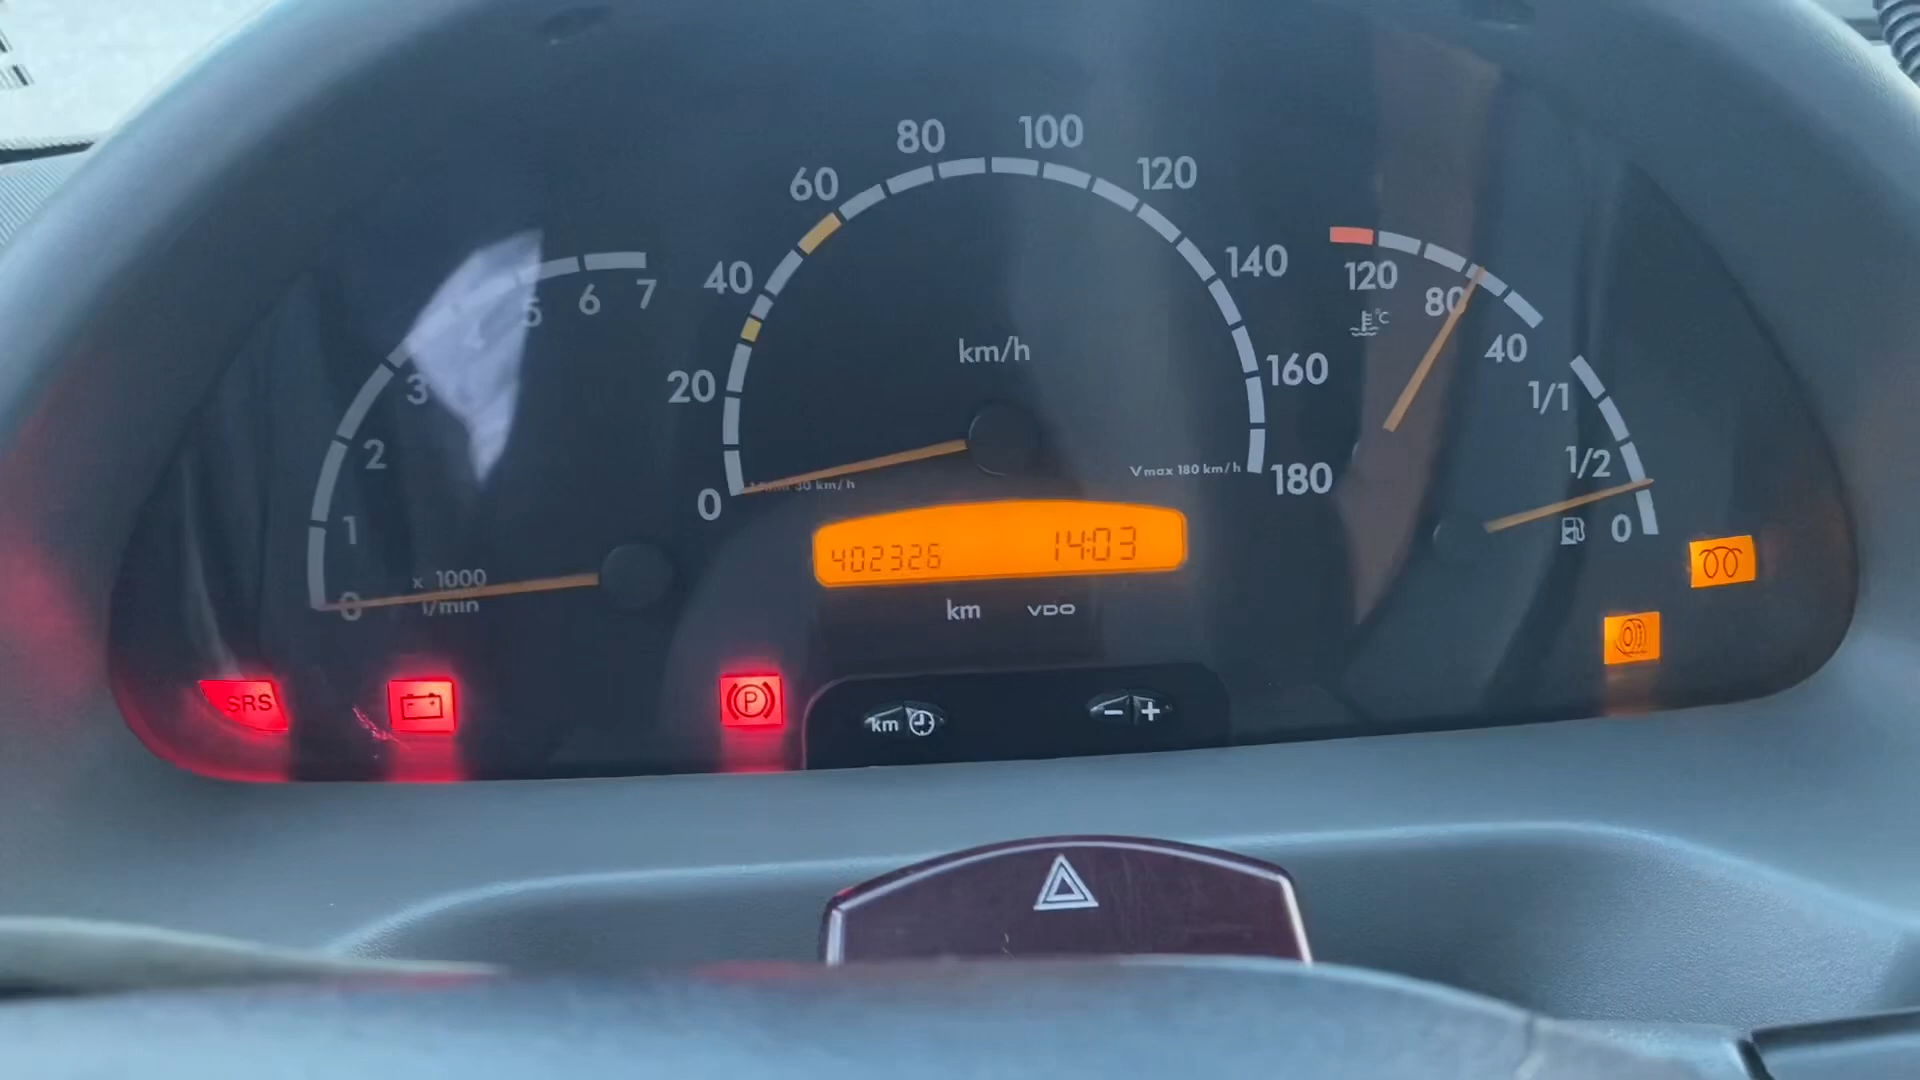 80 100
60 120
40 140
20 160
0 180
km/h
Vmax 180 km/h
30 km/h
0 1 2 3 5 6 7
x 1000
1/min
120 80 40
°C
1/1
1/2
0
402326 14:03
km VDO
SRS
P
km
- +